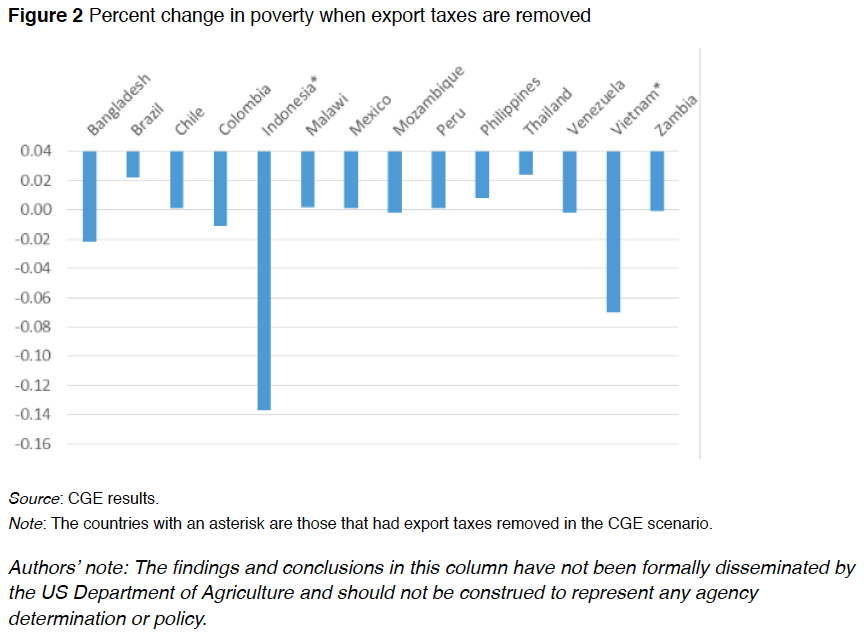 Figure 2 Percent change in poverty when export taxes are removed
Bangladesh
Brazil
Chile
Colombia
Indonesia*
Malawi
Mexico
Mozambique
Peru
Philippines
Thailand
Venezuela
Vietnam*
Zambia
0.04
0.02
0.00
-0.02
-0.04
-0.06
-0.08
-0.10
-0.12
-0.14
-0.16
Source: CGE results.
Note: The countries with an asterisk are those that had export taxes removed in the CGE scenario.
Authors’ note: The findings and conclusions in this column have not been formally disseminated by
the US Department of Agriculture and should not be construed to represent any agency
determination or policy.